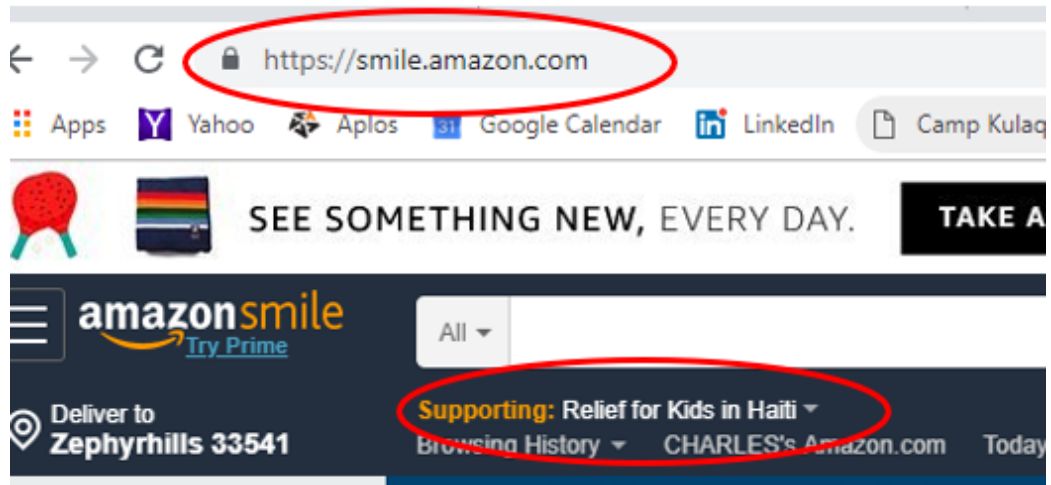 https://smile.amazon.com
Apps Yahoo Aplos 31 Google Calendar in LinkedIn Camp Kulaq
SEE SOMETHING NEW, EVERY DAY. TAKE A
amazonsmile
Try Prime
All
Deliver to
Zephyrhills 33541
Supporting: Relief for Kids in Haiti
Browsing History CHARLES's Amazon.com Today